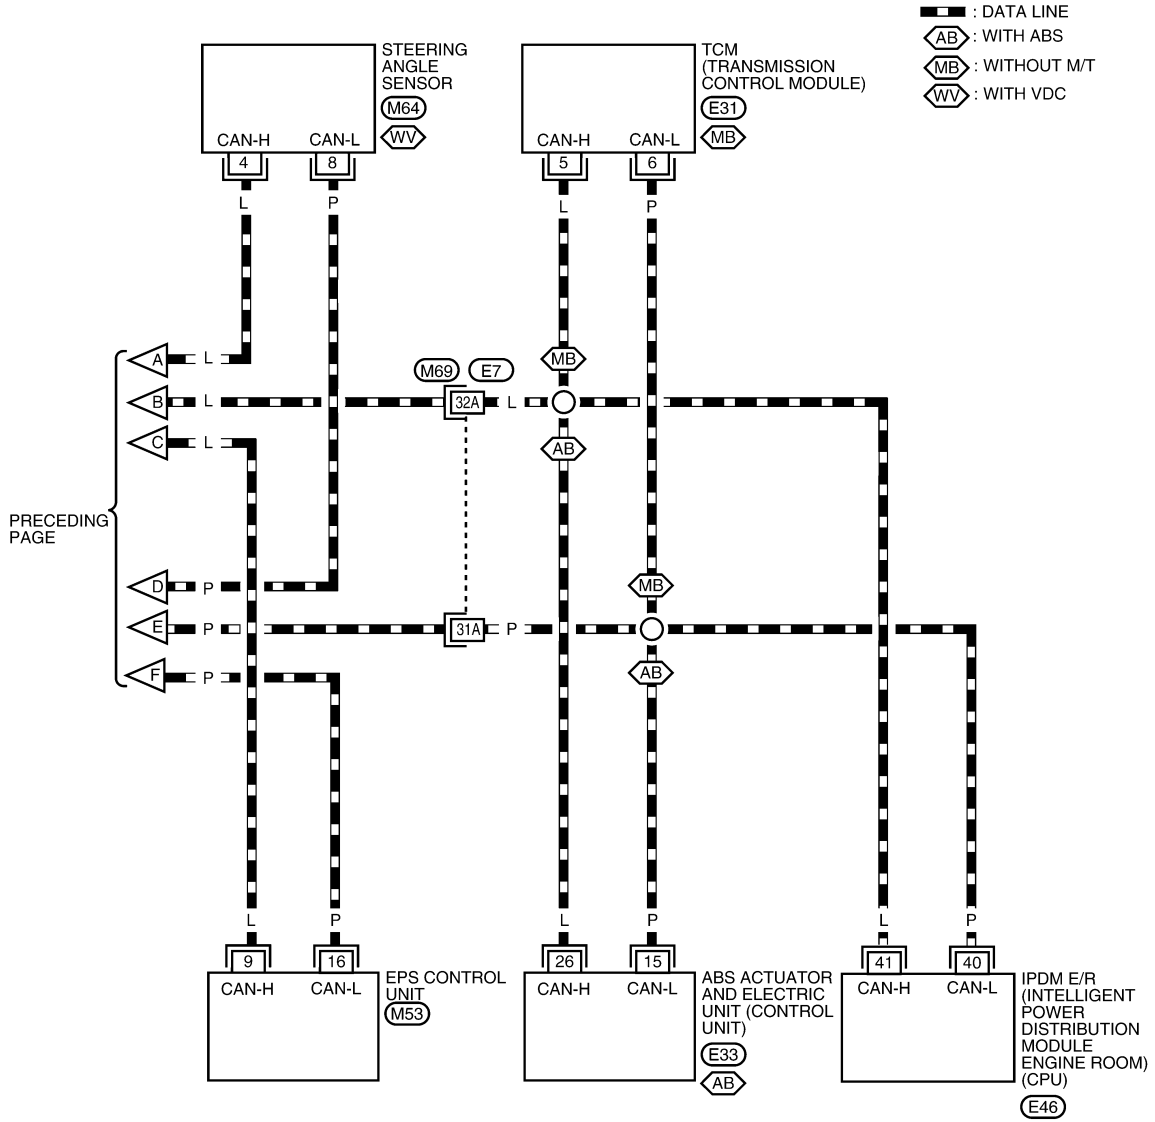 : DATA LINE
AB : WITH ABS
MB : WITHOUT M/T
WV : WITH VDC
STEERING
ANGLE
SENSOR
M64
WV
CAN-H CAN-L
4 8
L P
TCM
(TRANSMISSION
CONTROL MODULE)
E31
MB
CAN-H CAN-L
5 6
L P
MB
A L
M69 E7
B L 32A L
C L
AB
PRECEDING
PAGE
D P
MB
E P 31A P
F P
AB
L P L P L P
9 16
CAN-H CAN-L
EPS CONTROL
UNIT
M53
26 15
CAN-H CAN-L
ABS ACTUATOR
AND ELECTRIC
UNIT (CONTROL
UNIT)
E33
AB
41 40
CAN-H CAN-L
IPDM E/R
(INTELLIGENT
POWER
DISTRIBUTION
MODULE
ENGINE ROOM)
(CPU)
E46